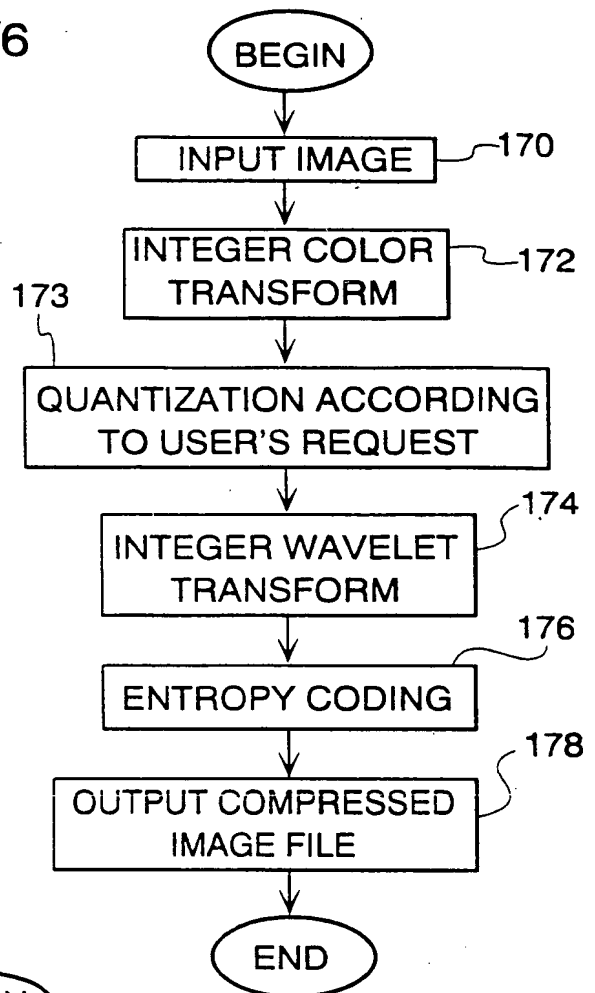 6
BEGIN
INPUT IMAGE
170
INTEGER COLOR
TRANSFORM
172
173
QUANTIZATION ACCORDING
TO USER'S REQUEST
174
INTEGER WAVELET
TRANSFORM
176
ENTROPY CODING
178
OUTPUT COMPRESSED
IMAGE FILE
END